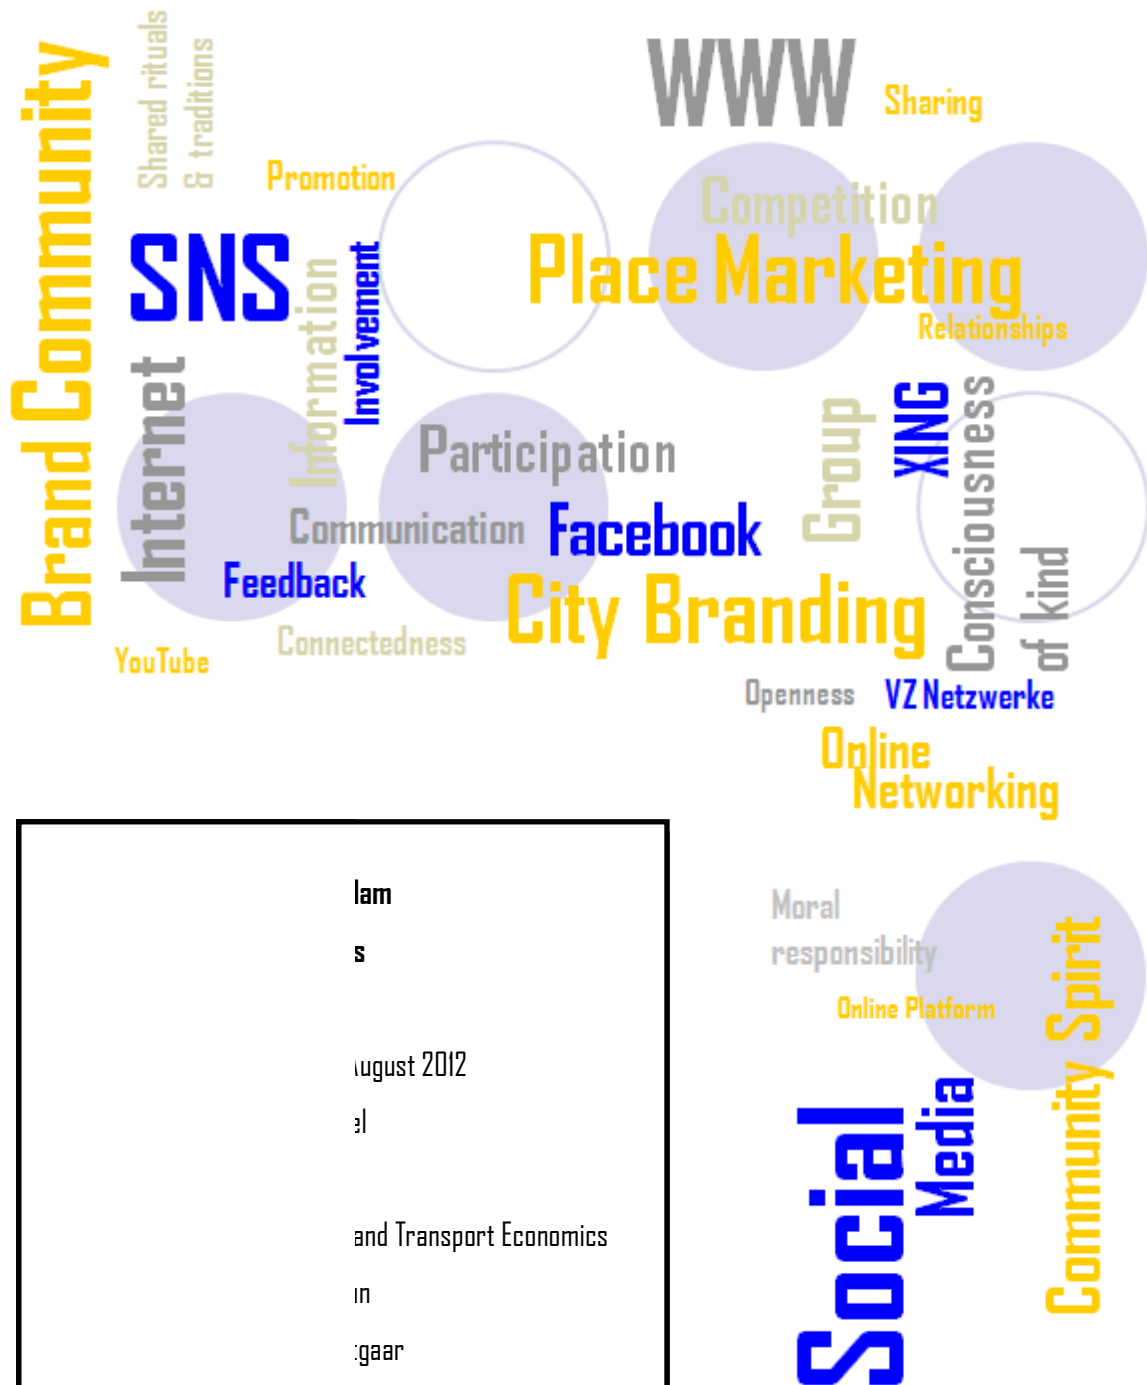 Brand Community
Shared rituals
& traditions
Promotion
WWW
Sharing
Competition
SNS
Information
Involvement
Place Marketing
Relationships
Internet
Participation
Group
XING
Consciousness
of kind
Communication
Facebook
Feedback
City Branding
Connectedness
YouTube
Openness
VZ Netzwerke
Online
Networking
Moral
responsibility
Online Platform
Community Spirit
Social
Media
s
August 2012
el
and Transport Economics